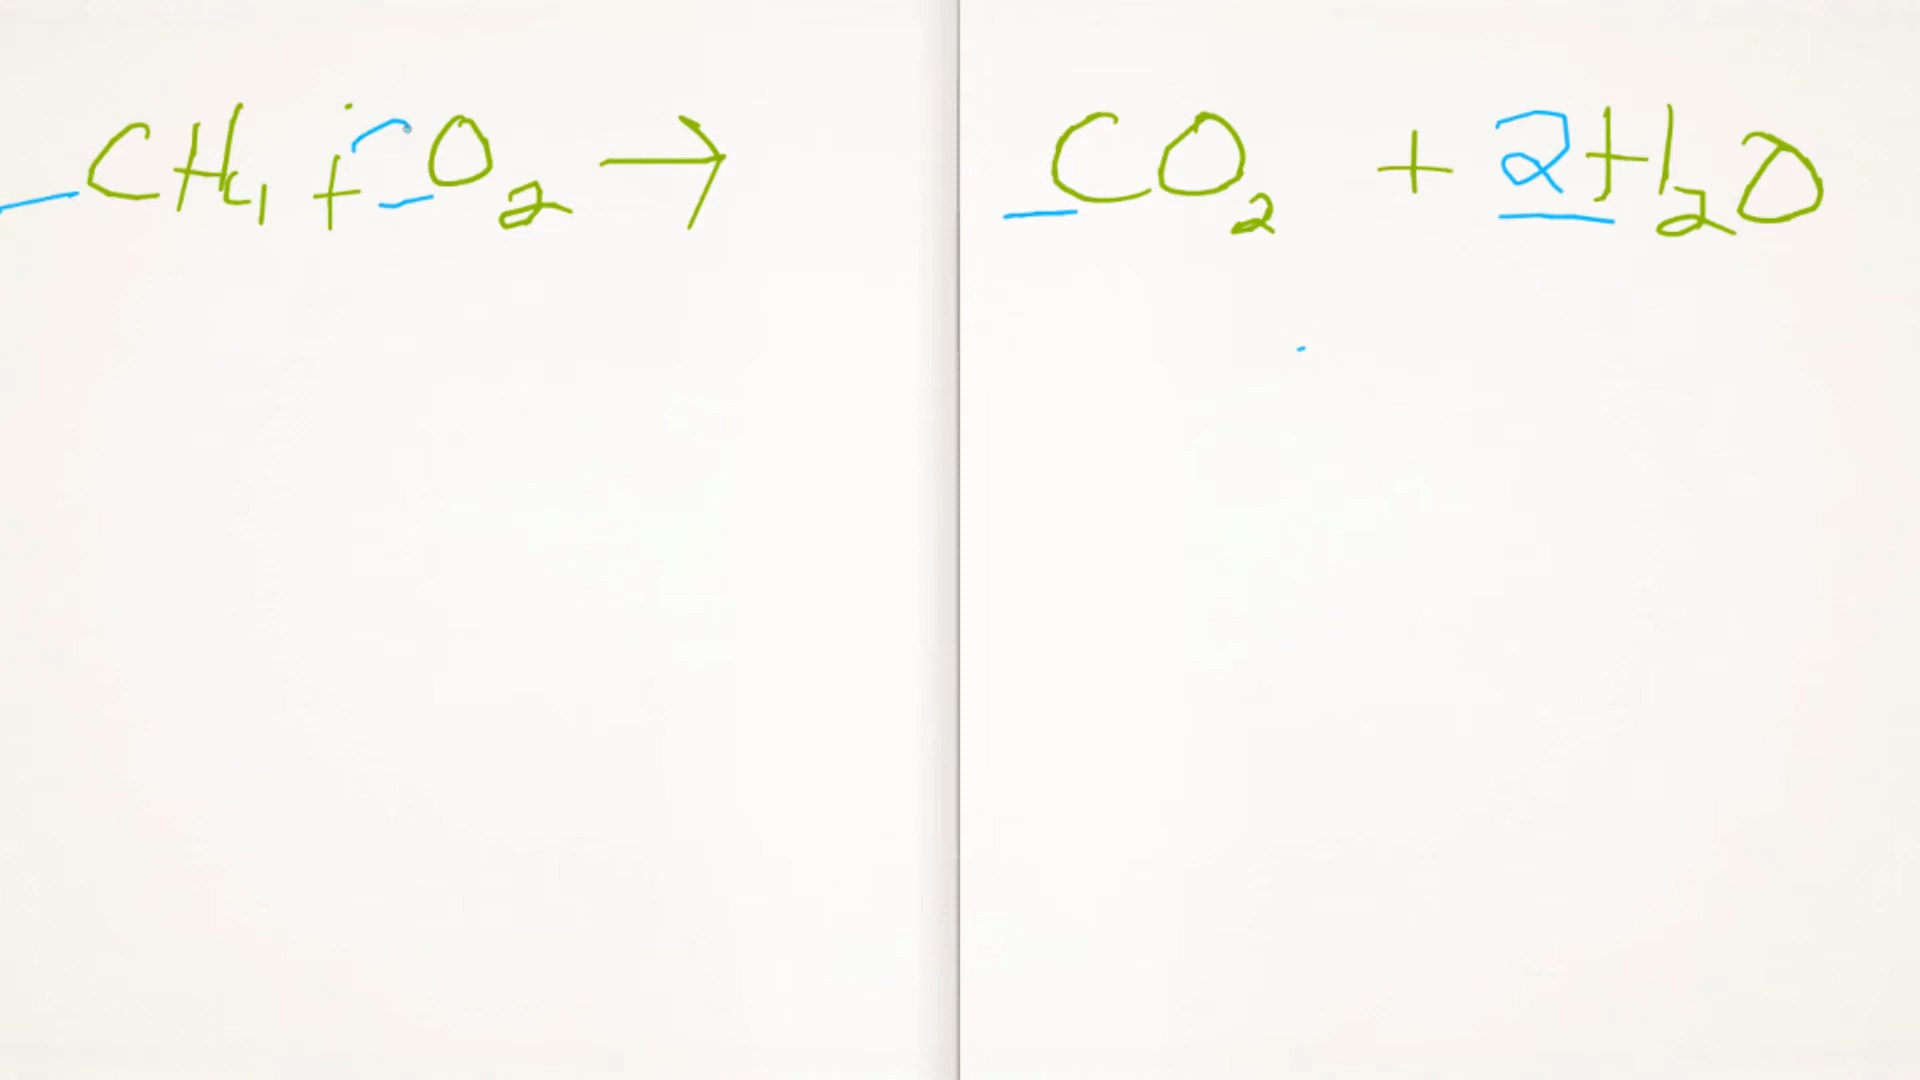 CH₄ + O₂ → CO₂ + 2H₂O